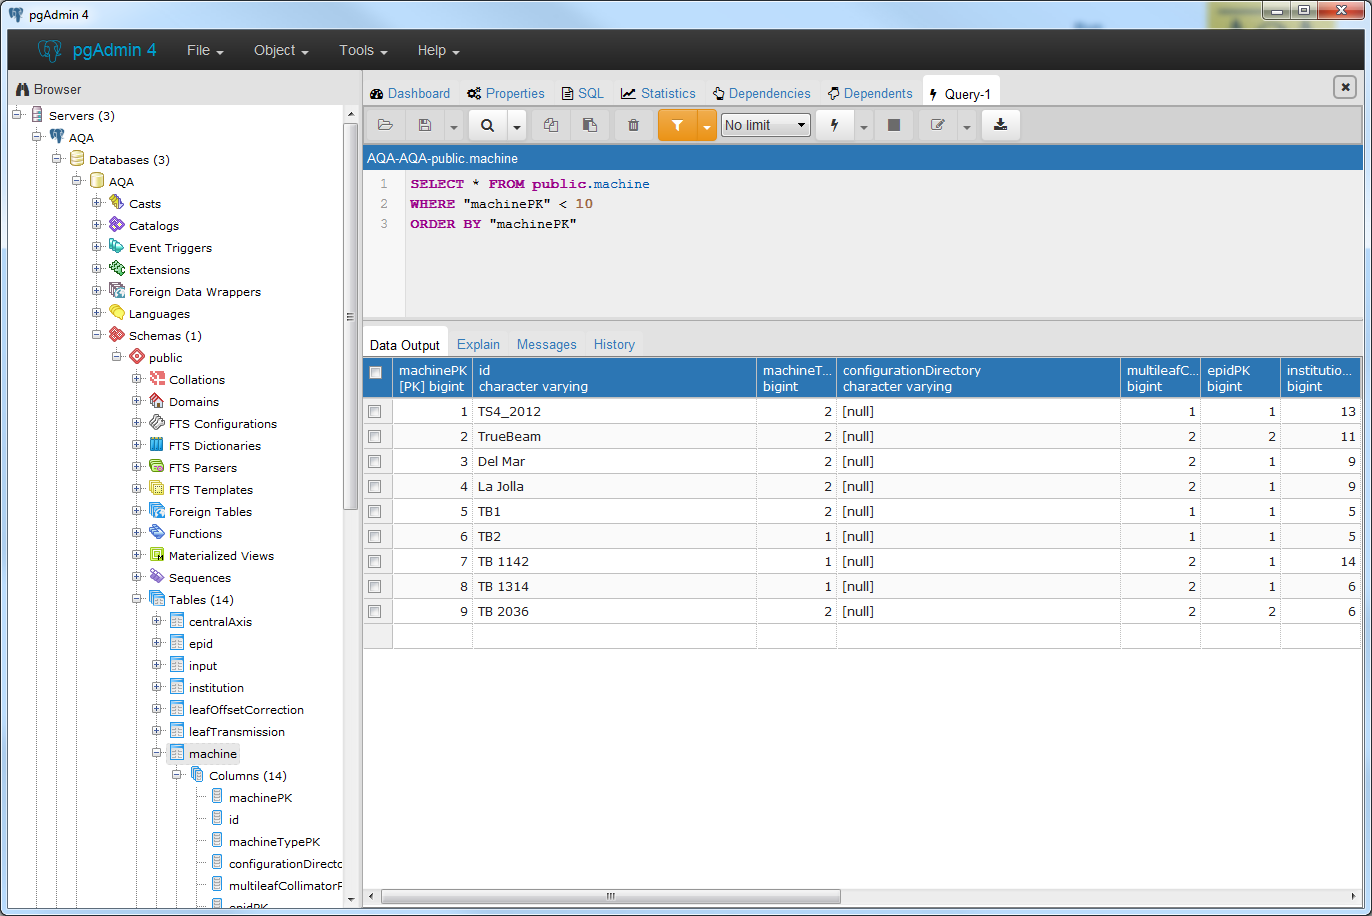 pgAdmin 4
pgAdmin 4 File Object Tools Help
Browser
Servers (3)
AQA
Databases (3)
AQA
Casts
Catalogs
Event Triggers
Extensions
Foreign Data Wrappers
Languages
Schemas (1)
public
Collations
Domains
FTS Configurations
FTS Dictionaries
FTS Parsers
FTS Templates
Foreign Tables
Functions
Materialized Views
Sequences
Tables (14)
centralAxis
epid
input
institution
leafOffsetCorrection
leafTransmission
machine
Columns (14)
machinePK
id
machineTypePK
configurationDirecto
multileafCollimatorP
epidPK
Dashboard Properties SQL Statistics Dependencies Dependents Query-1
No limit
AQA-AQA-public.machine
1 SELECT * FROM public.machine
2 WHERE "machinePK" < 10
3 ORDER BY "machinePK"
Data Output Explain Messages History
machinePK id machineT... configurationDirectory multileafC... epidPK institutio...
[PK] bigint character varying bigint character varying bigint bigint bigint
1 TS4_2012 2 [null] 1 1 13
2 TrueBeam 2 [null] 2 2 11
3 Del Mar 2 [null] 2 1 9
4 La Jolla 2 [null] 2 1 9
5 TB1 2 [null] 1 1 5
6 TB2 1 [null] 1 1 5
7 TB 1142 1 [null] 2 1 14
8 TB 1314 1 [null] 2 1 6
9 TB 2036 2 [null] 2 2 6